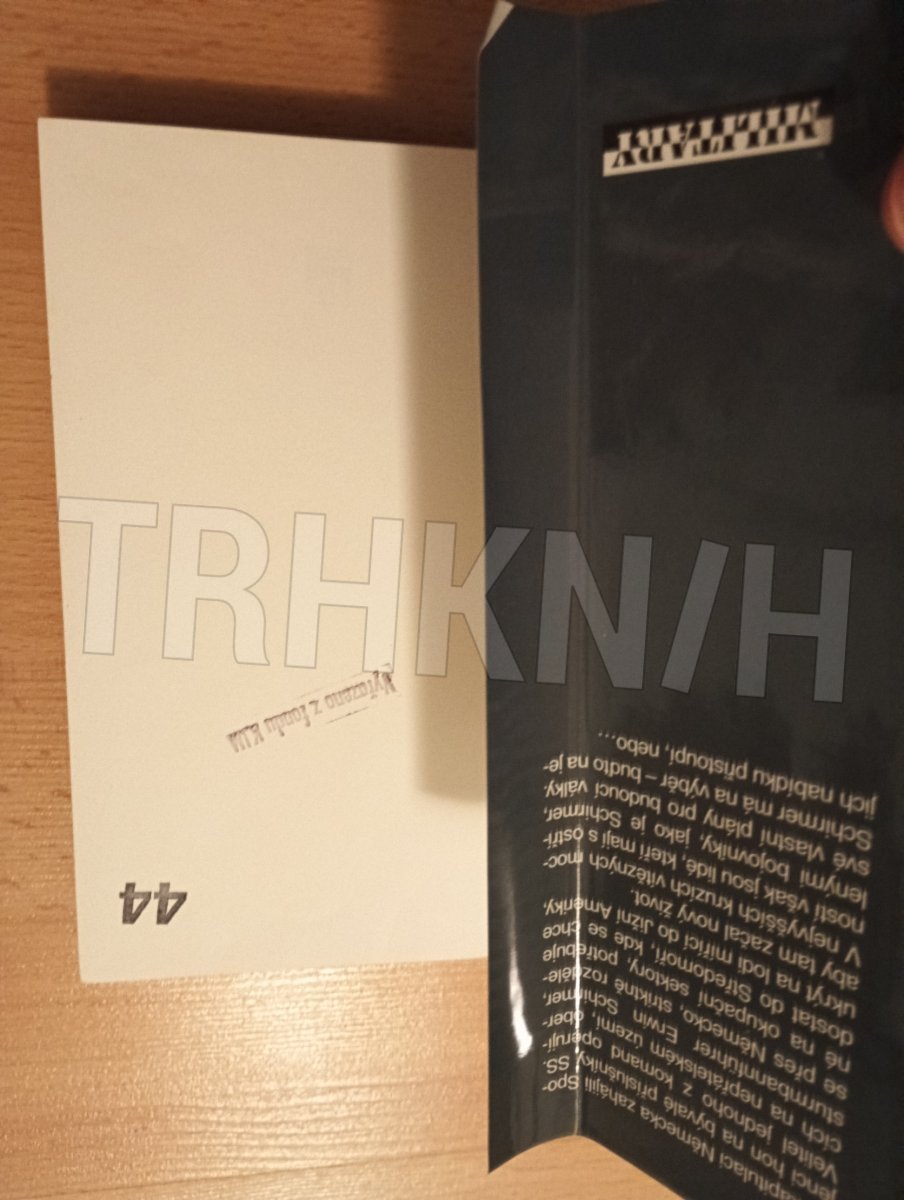 apitulaci Německa zahájili Spo-
enci hon na bývalé příslušníky SS.
Velitel jednoho z komand operují-
cích na nepřátelském území, ober-
sturmbannführer Erwin Schirmer,
se přes Německo, striktně rozděle-
né na okupační sektory, potřebuje
dostat do Středomoří, kde se chce
ukrýt na lodi mířící do Jižní Ameriky,
aby tam začal nový život.
V nejvyšších kruzích vítězných moc-
ností však jsou lidé, kteří mají s ostří-
lenými bojovníky, jako je Schirmer,
své vlastní plány pro budoucí války.
Schirmer má na výběr – buďto na je-
jich nabídku přistoupí, nebo…
MILITARY
44
Vyřazeno z fondu
TRHKN/H